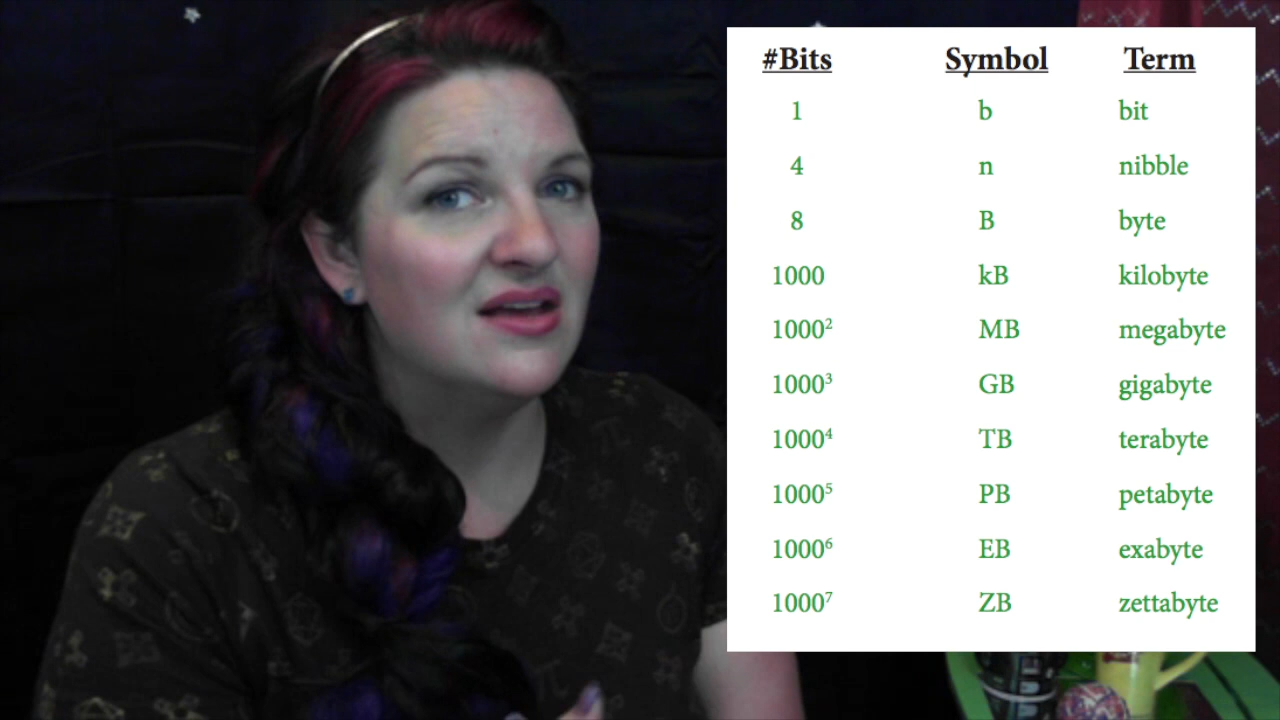 #Bits Symbol Term
1 b bit
4 n nibble
8 B byte
1000 kB kilobyte
1000² MB megabyte
1000³ GB gigabyte
1000⁴ TB terabyte
1000⁵ PB petabyte
1000⁶ EB exabyte
1000⁷ ZB zettabyte